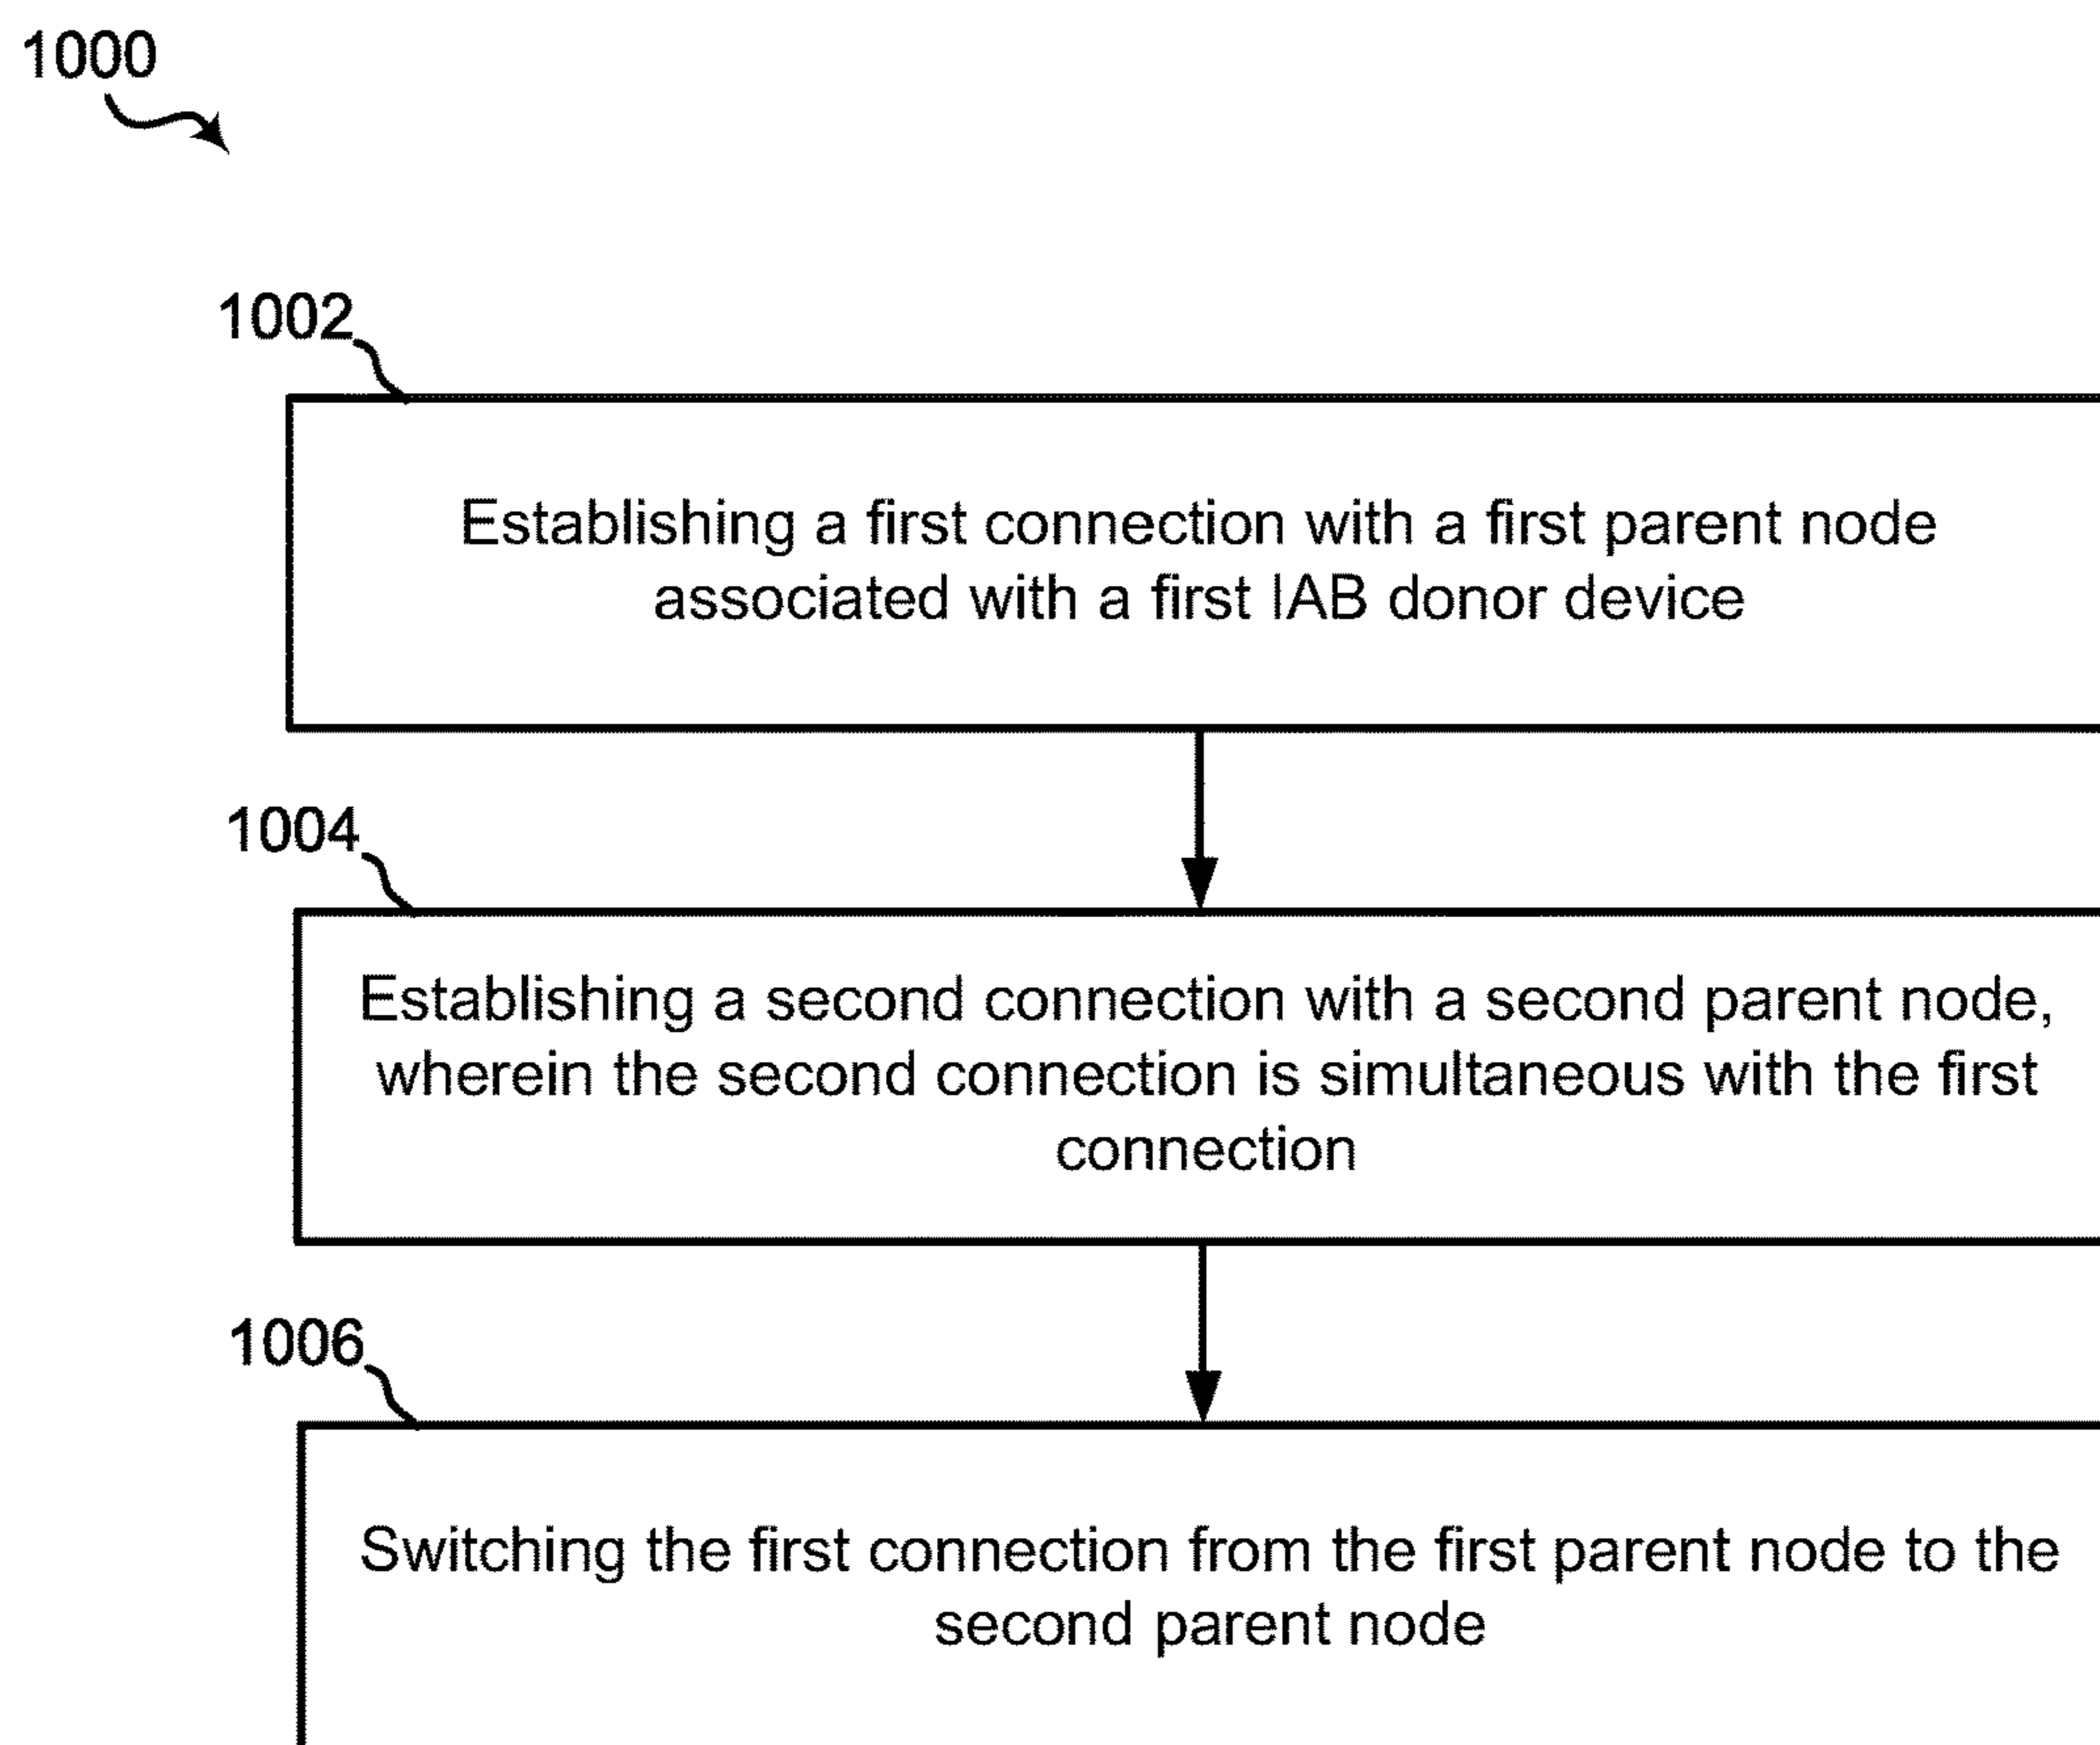 1000
1002
Establishing a first connection with a first parent node
associated with a first IAB donor device
1004
Establishing a second connection with a second parent node,
wherein the second connection is simultaneous with the first
connection
1006
Switching the first connection from the first parent node to the
second parent node